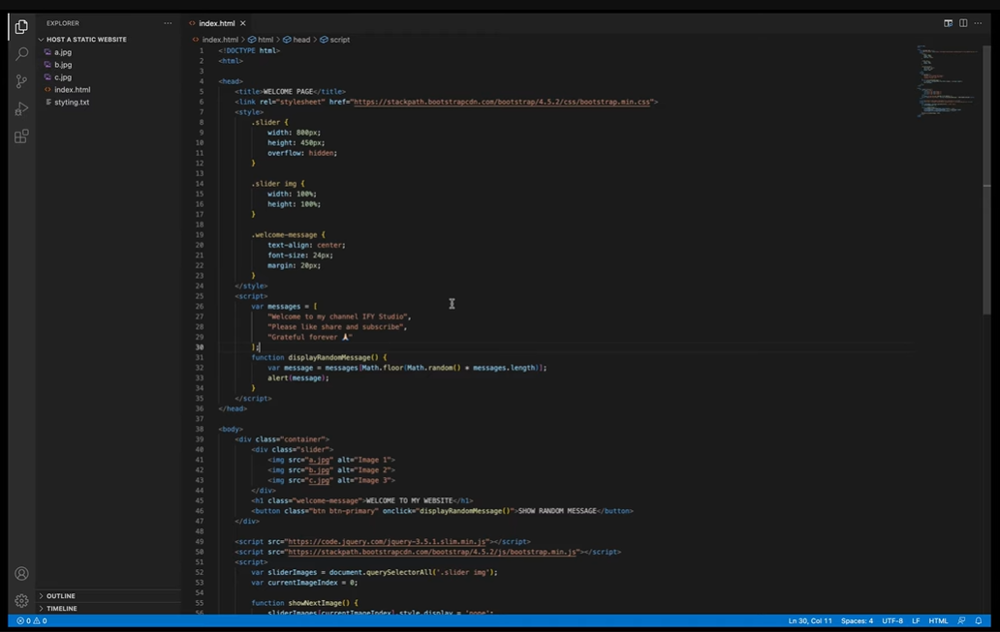 EXPLORER
HOST A STATIC WEBSITE
a.jpg
b.jpg
c.jpg
index.html
styting.txt
OUTLINE
TIMELINE
index.html
index.html > html > head > script
1 <!DOCTYPE html>
2 <html>
3
4 <head>
5 <title>WELCOME PAGE</title>
6 <link rel="stylesheet" href="https://stackpath.bootstrapcdn.com/bootstrap/4.5.2/css/bootstrap.min.css">
7 <style>
8 .slider {
9 width: 800px;
10 height: 450px;
11 overflow: hidden;
12 }
13
14 .slider img {
15 width: 100%;
16 height: 100%;
17 }
18
19 .welcome-message {
20 text-align: center;
21 font-size: 24px;
22 margin: 20px;
23 }
24 </style>
25 <script>
26 var messages = [
27 "Welcome to my channel IFY Studio",
28 "Please like share and subscribe",
29 "Grateful forever 🙏"
30 ];
31 function displayRandomMessage() {
32 var message = messages[Math.floor(Math.random() * messages.length)];
33 alert(message);
34 }
35 </script>
36 </head>
37
38 <body>
39 <div class="container">
40 <div class="slider">
41 <img src="a.jpg" alt="Image 1">
42 <img src="b.jpg" alt="Image 2">
43 <img src="c.jpg" alt="Image 3">
44 </div>
45 <h1 class="welcome-message">WELCOME TO MY WEBSITE</h1>
46 <button class="btn btn-primary" onclick="displayRandomMessage()">SHOW RANDOM MESSAGE</button>
47 </div>
48
49 <script src="https://code.jquery.com/jquery-3.5.1.slim.min.js"></script>
50 <script src="https://stackpath.bootstrapcdn.com/bootstrap/4.5.2/js/bootstrap.min.js"></script>
51 <script>
52 var sliderImages = document.querySelectorAll('.slider img');
53 var currentImageIndex = 0;
54
55 function showNextImage() {
56 sliderImages[currentImageIndex].style.display = 'none';
0 0
Ln 30, Col 11 Spaces: 4 UTF-8 LF HTML